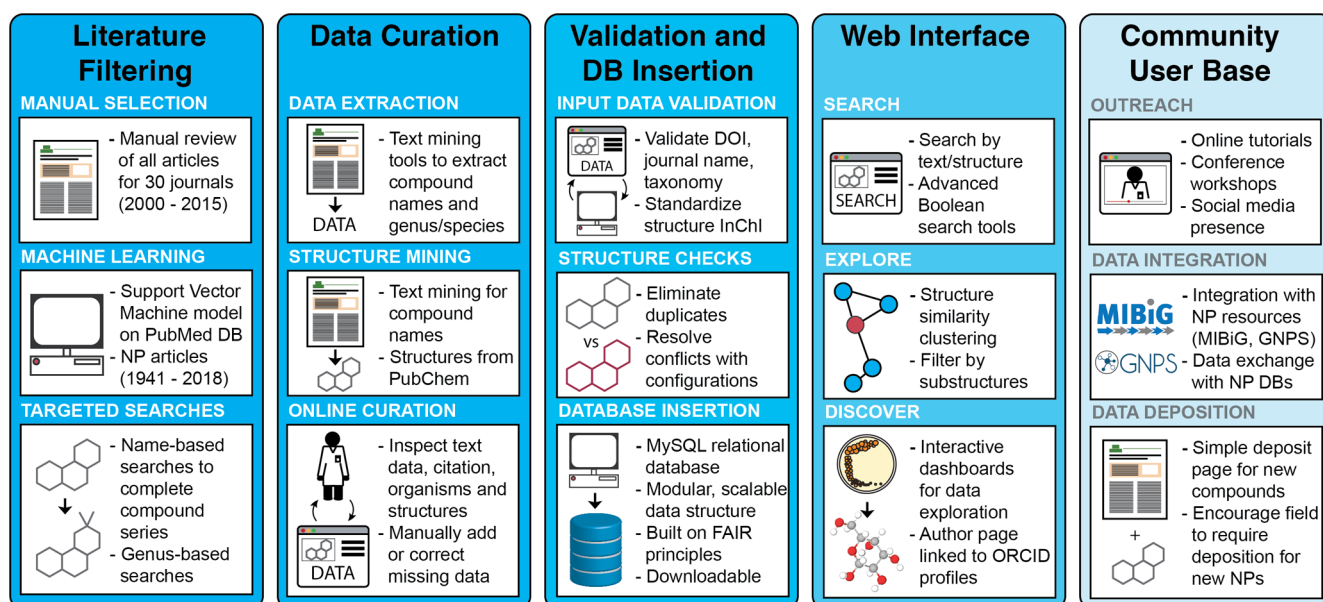 Literature
Filtering
MANUAL SELECTION
- Manual review
of all articles
for 30 journals
(2000 - 2015)
MACHINE LEARNING
- Support Vector
Machine model
on PubMed DB
- NP articles
(1941 - 2018)
TARGETED SEARCHES
- Name-based
searches to
complete
compound
series
- Genus-based
searches
Data Curation
DATA EXTRACTION
DATA
- Text mining
tools to extract
compound
names and
genus/species
STRUCTURE MINING
- Text mining for
compound
names
- Structures from
PubChem
ONLINE CURATION
DATA
- Inspect text
data, citation,
organisms and
structures
- Manually add
or correct
missing data
Validation and
DB Insertion
INPUT DATA VALIDATION
DATA
- Validate DOI,
journal name,
taxonomy
- Standardize
structure InChI
STRUCTURE CHECKS
vs
- Eliminate
duplicates
- Resolve
conflicts with
configurations
DATABASE INSERTION
- MySQL relational
database
- Modular, scalable
data structure
- Built on FAIR
principles
- Downloadable
Web Interface
SEARCH
SEARCH
- Search by
text/structure
- Advanced
Boolean
search tools
EXPLORE
- Structure
similarity
clustering
- Filter by
substructures
DISCOVER
- Interactive
dashboards
for data
exploration
- Author page
linked to ORCID
profiles
Community
User Base
OUTREACH
- Online tutorials
- Conference
workshops
- Social media
presence
DATA INTEGRATION
MIBiG
GNPS
- Integration with
NP resources
(MIBiG, GNPS)
- Data exchange
with NP DBs
DATA DEPOSITION
+
- Simple deposit
page for new
compounds
- Encourage field
to require
deposition for
new NPs